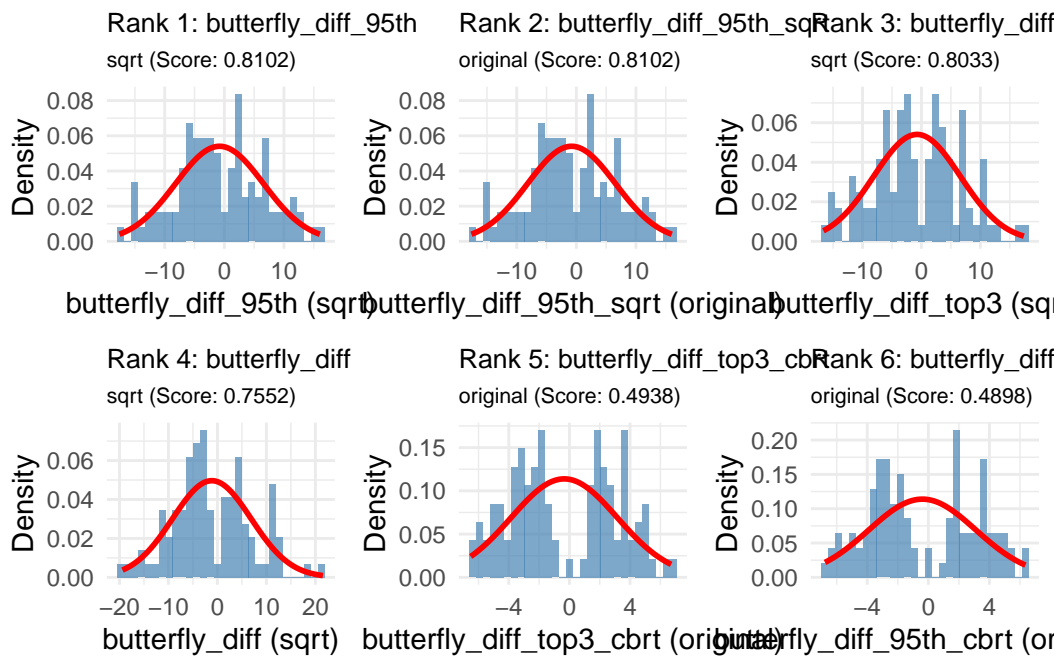 Rank 1: butterfly_diff_95th
sqrt (Score: 0.8102)
0.08
0.06
0.04
0.02
0.00
Density
−10 0 10
butterfly_diff_95th (sqrt)
Rank 2: butterfly_diff_95th_sqrt
original (Score: 0.8102)
0.08
0.06
0.04
0.02
0.00
Density
−10 0 10
butterfly_diff_95th_sqrt (original)
Rank 3: butterfly_diff
sqrt (Score: 0.8033)
0.06
0.04
0.02
0.00
Density
−10 0 10
butterfly_diff_top3 (sqr
Rank 4: butterfly_diff
sqrt (Score: 0.7552)
0.06
0.04
0.02
0.00
Density
−20 −10 0 10 20
butterfly_diff (sqrt)
Rank 5: butterfly_diff_top3_cbrt
original (Score: 0.4938)
0.15
0.10
0.05
0.00
Density
−4 0 4
butterfly_diff_top3_cbrt (original)
Rank 6: butterfly_diff
original (Score: 0.4898)
0.20
0.15
0.10
0.05
0.00
Density
−4 0 4
butterfly_diff_95th_cbrt (or